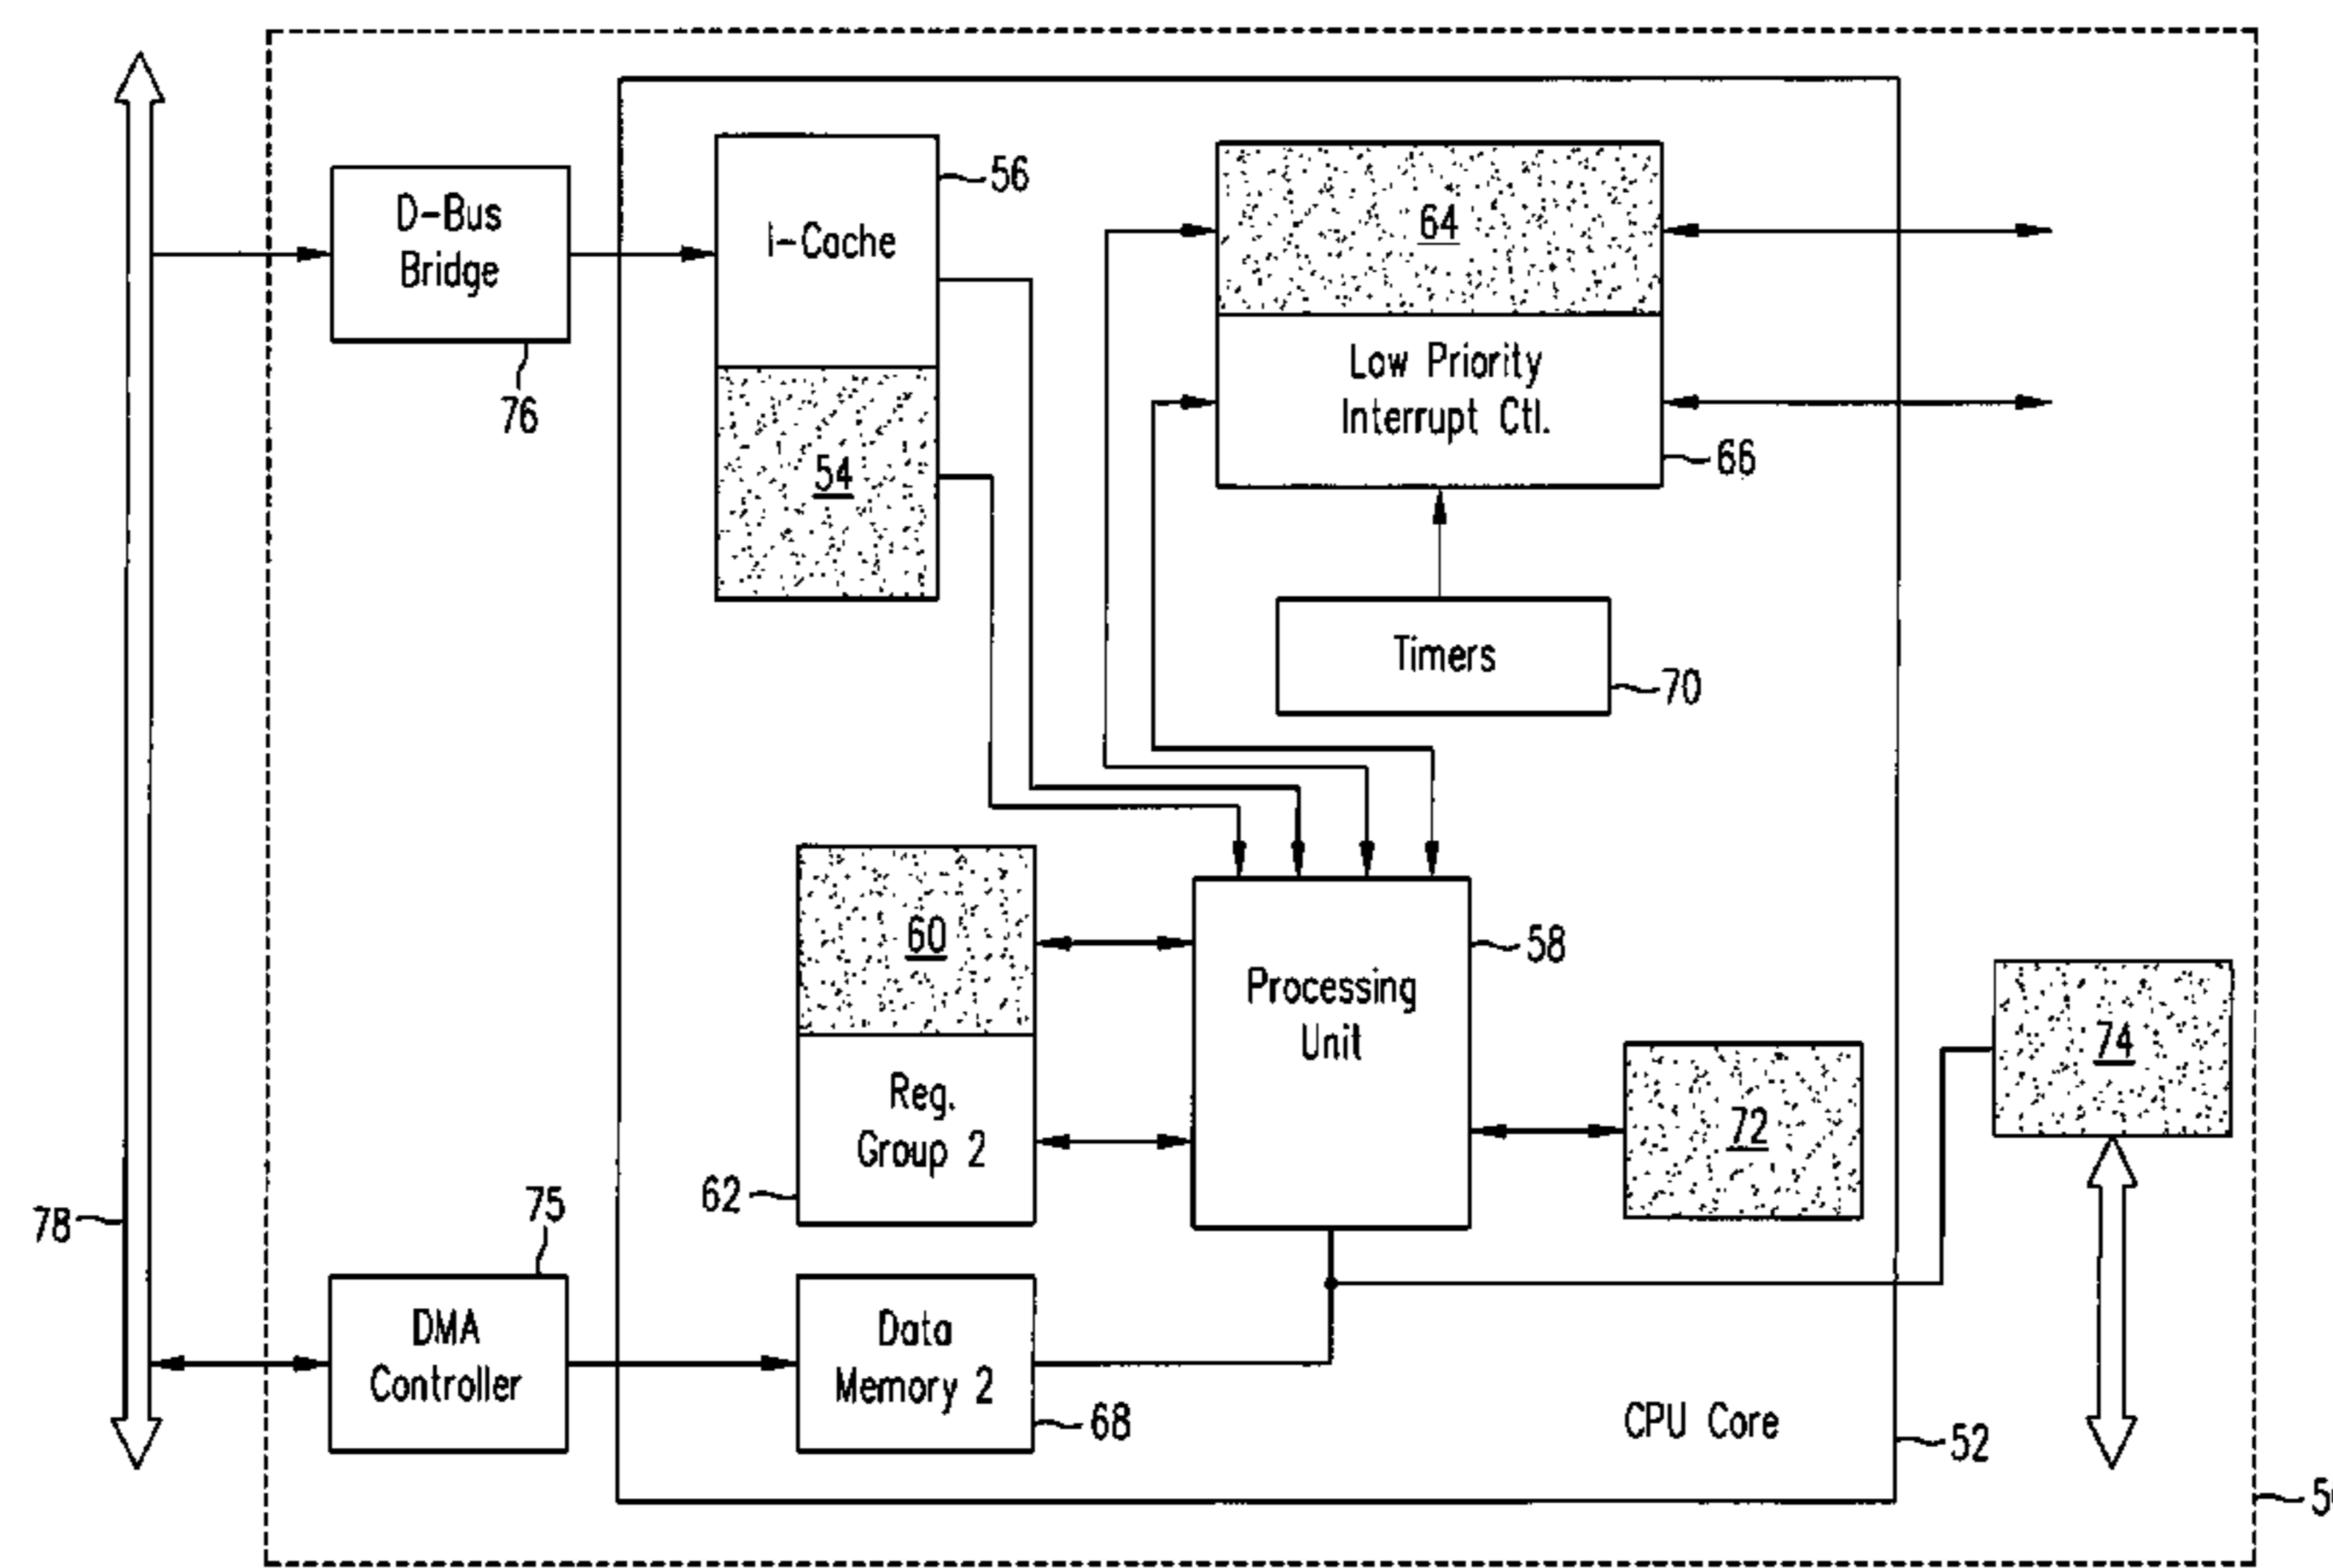 D-Bus
Bridge
76
I-Cache
56
54
64
Low Priority
Interrupt Ctl.
66
Timers
70
60
Reg.
Group 2
62
Processing
Unit
58
72
74
78
75
DMA
Controller
Data
Memory 2
68
CPU Core
52